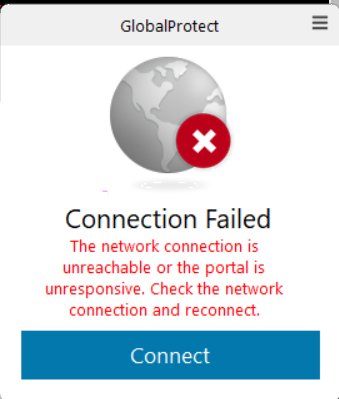 GlobalProtect
Connection Failed
The network connection is
unreachable or the portal is
unresponsive. Check the network
connection and reconnect.
Connect